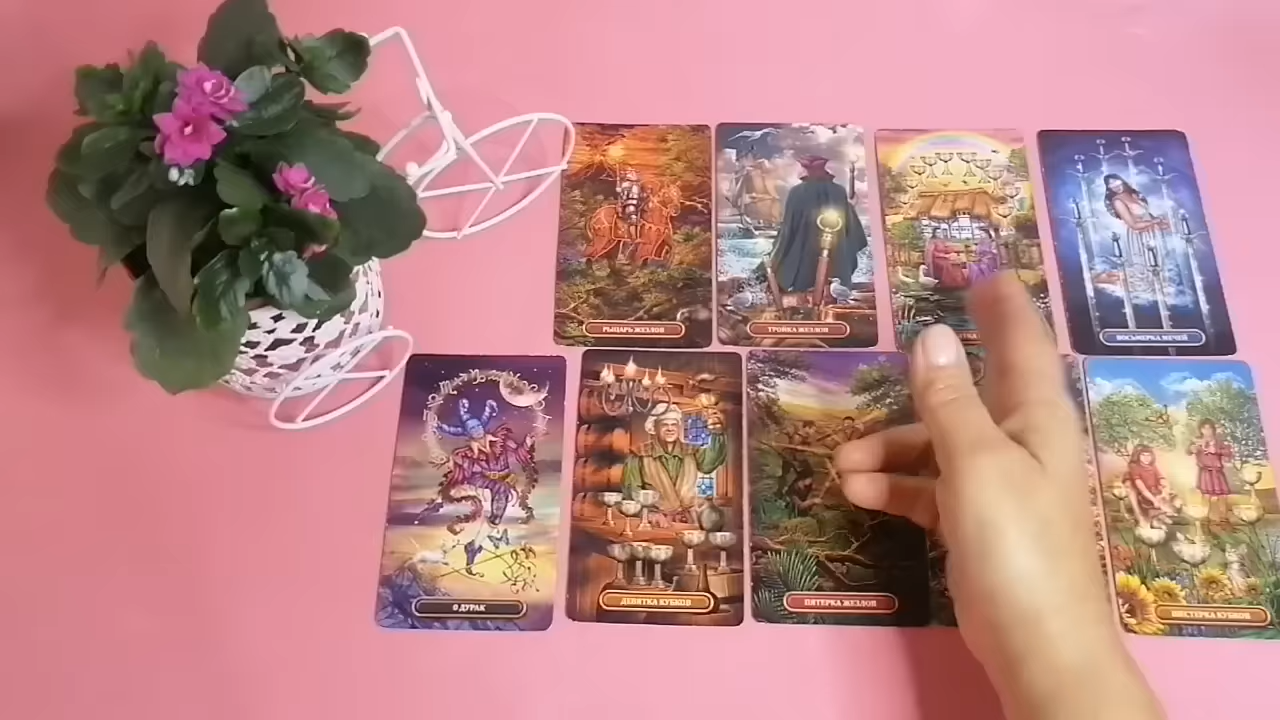 РЫЦАРЬ ЖЕЗЛОВ
ТРОЙКА ЖЕЗЛОВ
ВОСЬМЕРКА МЕЧЕЙ
0 ДУРАК
ДЕВЯТКА КУБКОВ
ПЯТЕРКА ЖЕЗЛОВ
ШЕСТЕРКА КУБКОВ